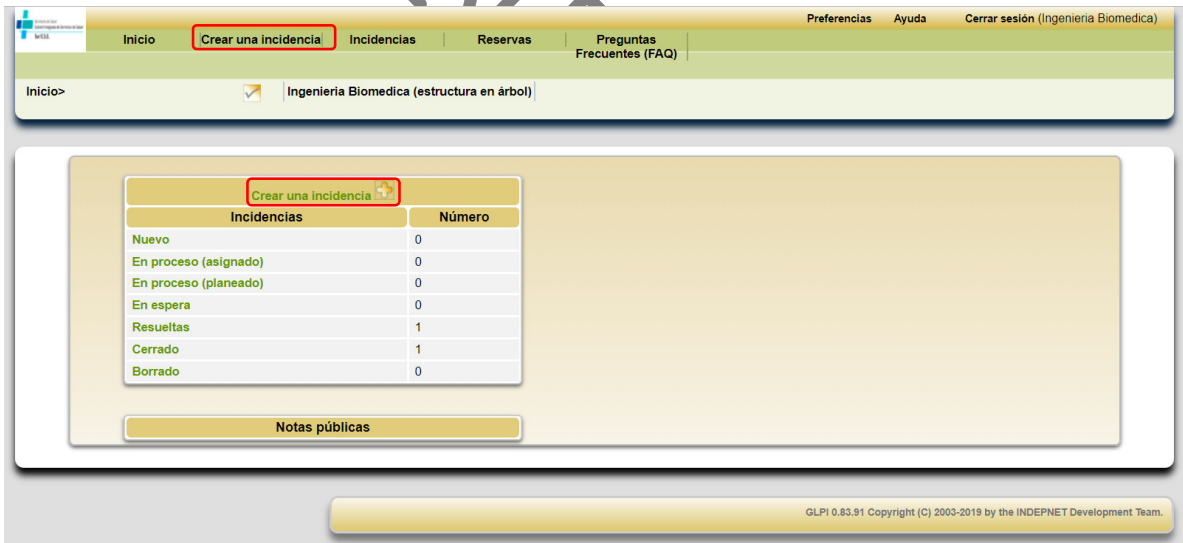 Preferencias Ayuda Cerrar sesión (Ingenieria Biomedica)
Inicio Crear una incidencia Incidencias Reservas Preguntas Frecuentes (FAQ)
Inicio> Ingenieria Biomedica (estructura en árbol)
Crear una incidencia
Incidencias Número
Nuevo 0
En proceso (asignado) 0
En proceso (planeado) 0
En espera 0
Resueltas 1
Cerrado 1
Borrado 0
Notas públicas
GLPI 0.83.91 Copyright (C) 2003-2019 by the INDEPNET Development Team.